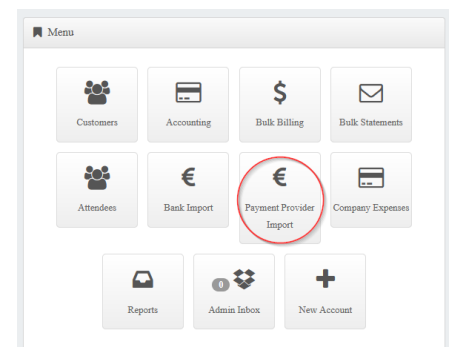 Menu
Customers
Accounting
Bulk Billing
Bulk Statements
Attendees
Bank Import
Payment Provider
Import
Company Expenses
Reports
0
Admin Inbox
New Account